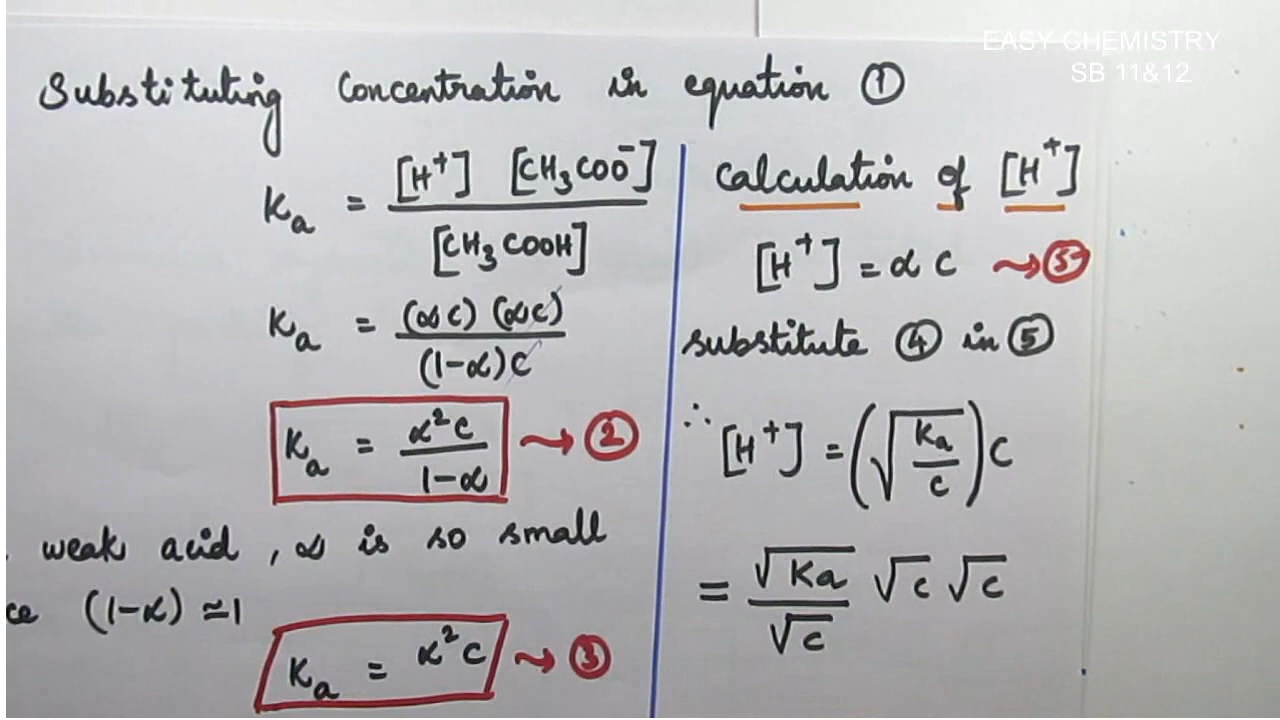 EASY CHEMISTRY
SB 11&12
Substituting concentration in equation ①
Ka = [H⁺] [CH₃COO⁻] / [CH₃COOH]
Ka = (αc) (αc) / (1-α)c
Ka = α²c / 1-α → ②
weak acid, α is so small
ce (1-α) ≃ 1
Ka = α²c → ③
Calculation of [H⁺]
[H⁺] = α c → ⑤
substitute ④ in ⑤
∴ [H⁺] = (√(Ka/c)) c
= √Ka / √c √c √c